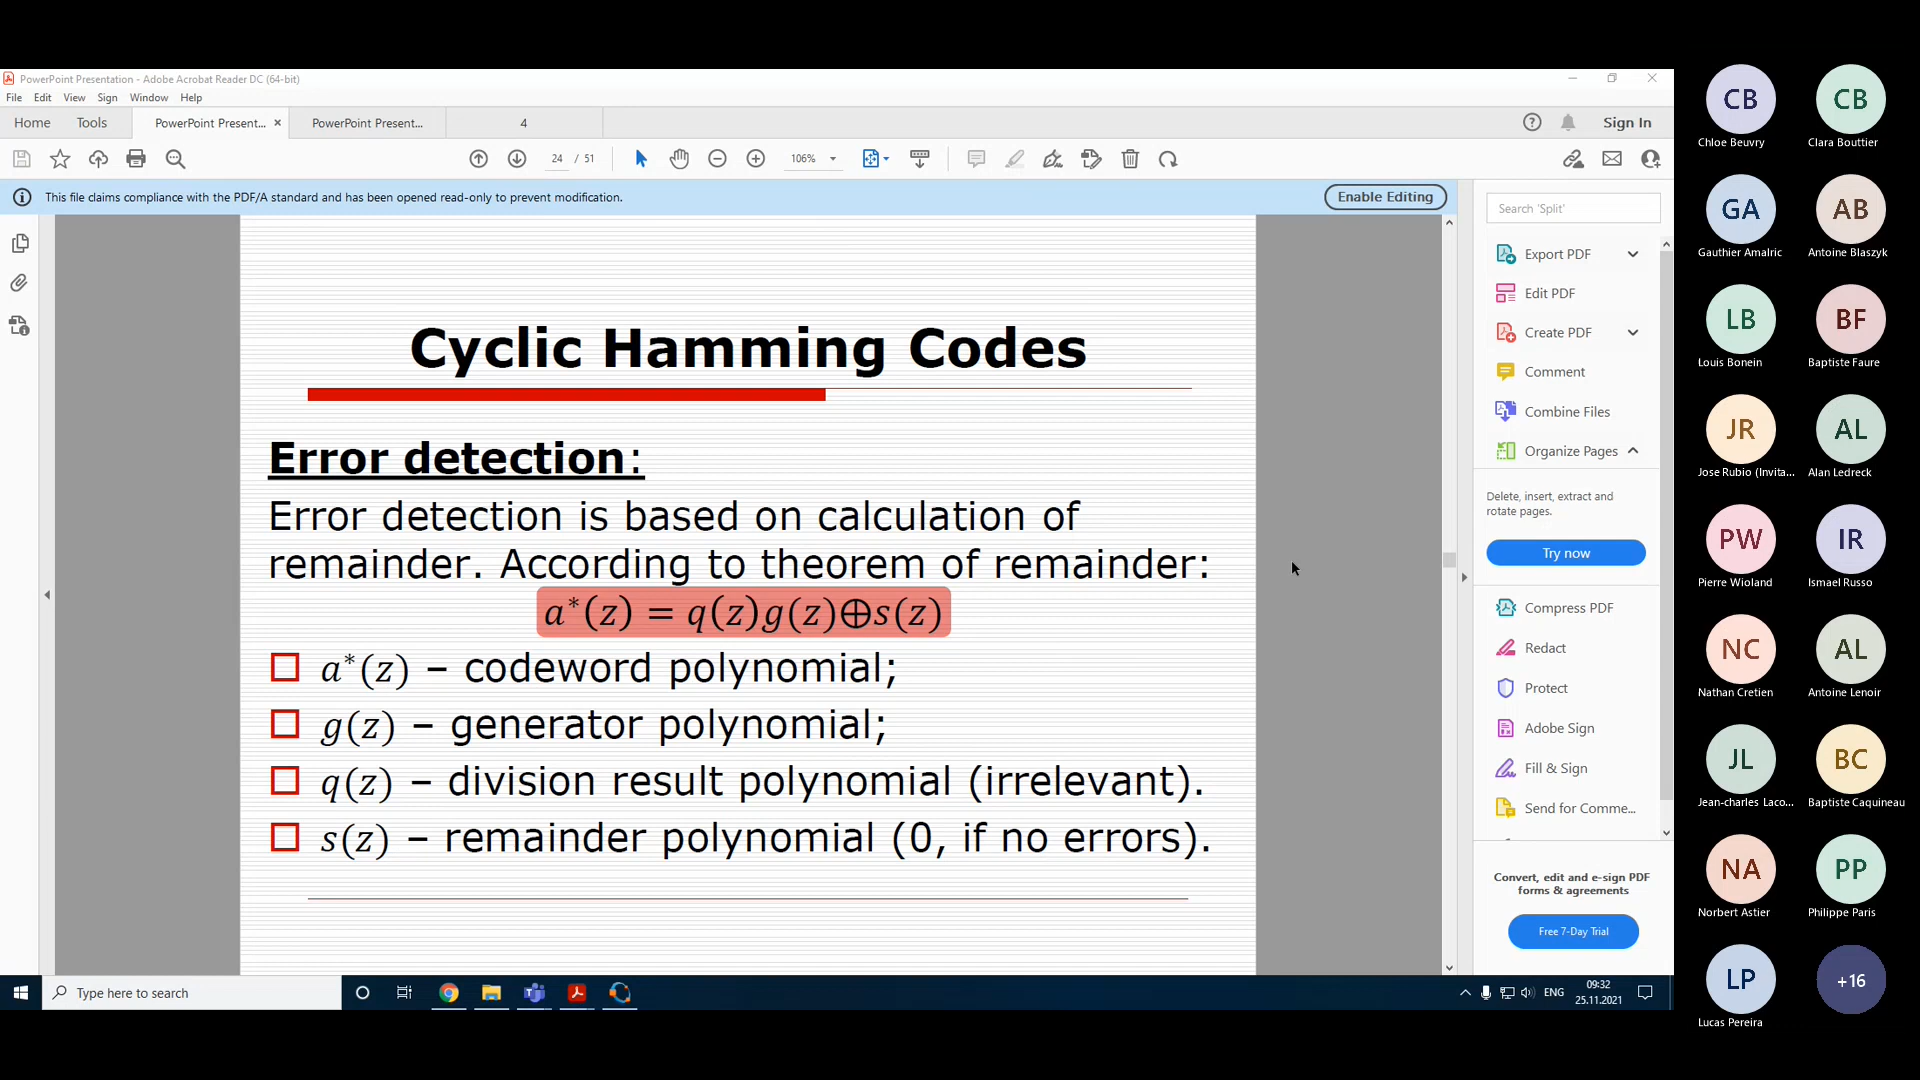 PowerPoint Presentation - Adobe Acrobat Reader DC (64-bit)
File Edit View Sign Window Help
Home Tools PowerPoint Present... × PowerPoint Present... 4 Sign In
24 / 51 106%
This file claims compliance with the PDF/A standard and has been opened read-only to prevent modification. Enable Editing
Cyclic Hamming Codes
Error detection:
Error detection is based on calculation of
remainder. According to theorem of remainder:
a*(z) = q(z)g(z)⊕s(z)
a*(z) – codeword polynomial;
g(z) – generator polynomial;
q(z) – division result polynomial (irrelevant).
s(z) – remainder polynomial (0, if no errors).
Search 'Split'
Export PDF
Edit PDF
Create PDF
Comment
Combine Files
Organize Pages
Delete, insert, extract and
rotate pages.
Try now
Compress PDF
Redact
Protect
Adobe Sign
Fill & Sign
Send for Comme...
Convert, edit and e-sign PDF
forms & agreements
Free 7-Day Trial
Type here to search
ENG
09:32
25.11.2021
CB CB
Chloe Beuvry Clara Bouttier
GA AB
Gauthier Amalric Antoine Blaszyk
LB BF
Louis Bonein Baptiste Faure
JR AL
Jose Rubio (Invita... Alan Ledreck
PW IR
Pierre Wioland Ismael Russo
NC AL
Nathan Cretien Antoine Lenoir
JL BC
Jean-charles Laco... Baptiste Caquineau
NA PP
Norbert Astier Philippe Paris
LP +16
Lucas Pereira